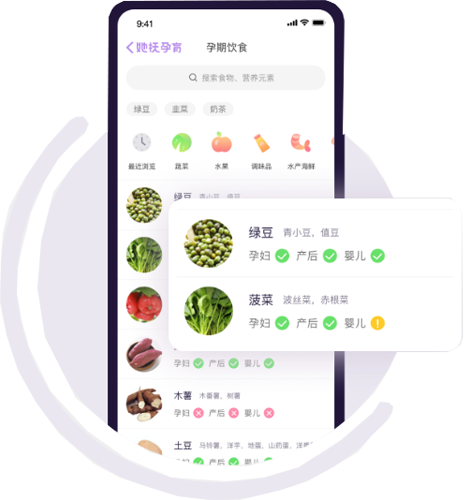 9:41
她妩孕育
孕期饮食
搜索食物、营养元素
绿豆 韭菜 奶茶
最近浏览 蔬菜 水果 调味品 水产海鲜
绿豆 青小豆、值豆
绿豆 青小豆，值豆
孕妇 产后 婴儿
菠菜 波丝菜，赤根菜
孕妇 产后 婴儿
孕妇 产后 婴儿
木薯 木番薯、树薯
孕妇 产后 婴儿
土豆 马铃薯、洋芋、地蛋、山药蛋、洋番
孕妇 产后 婴儿